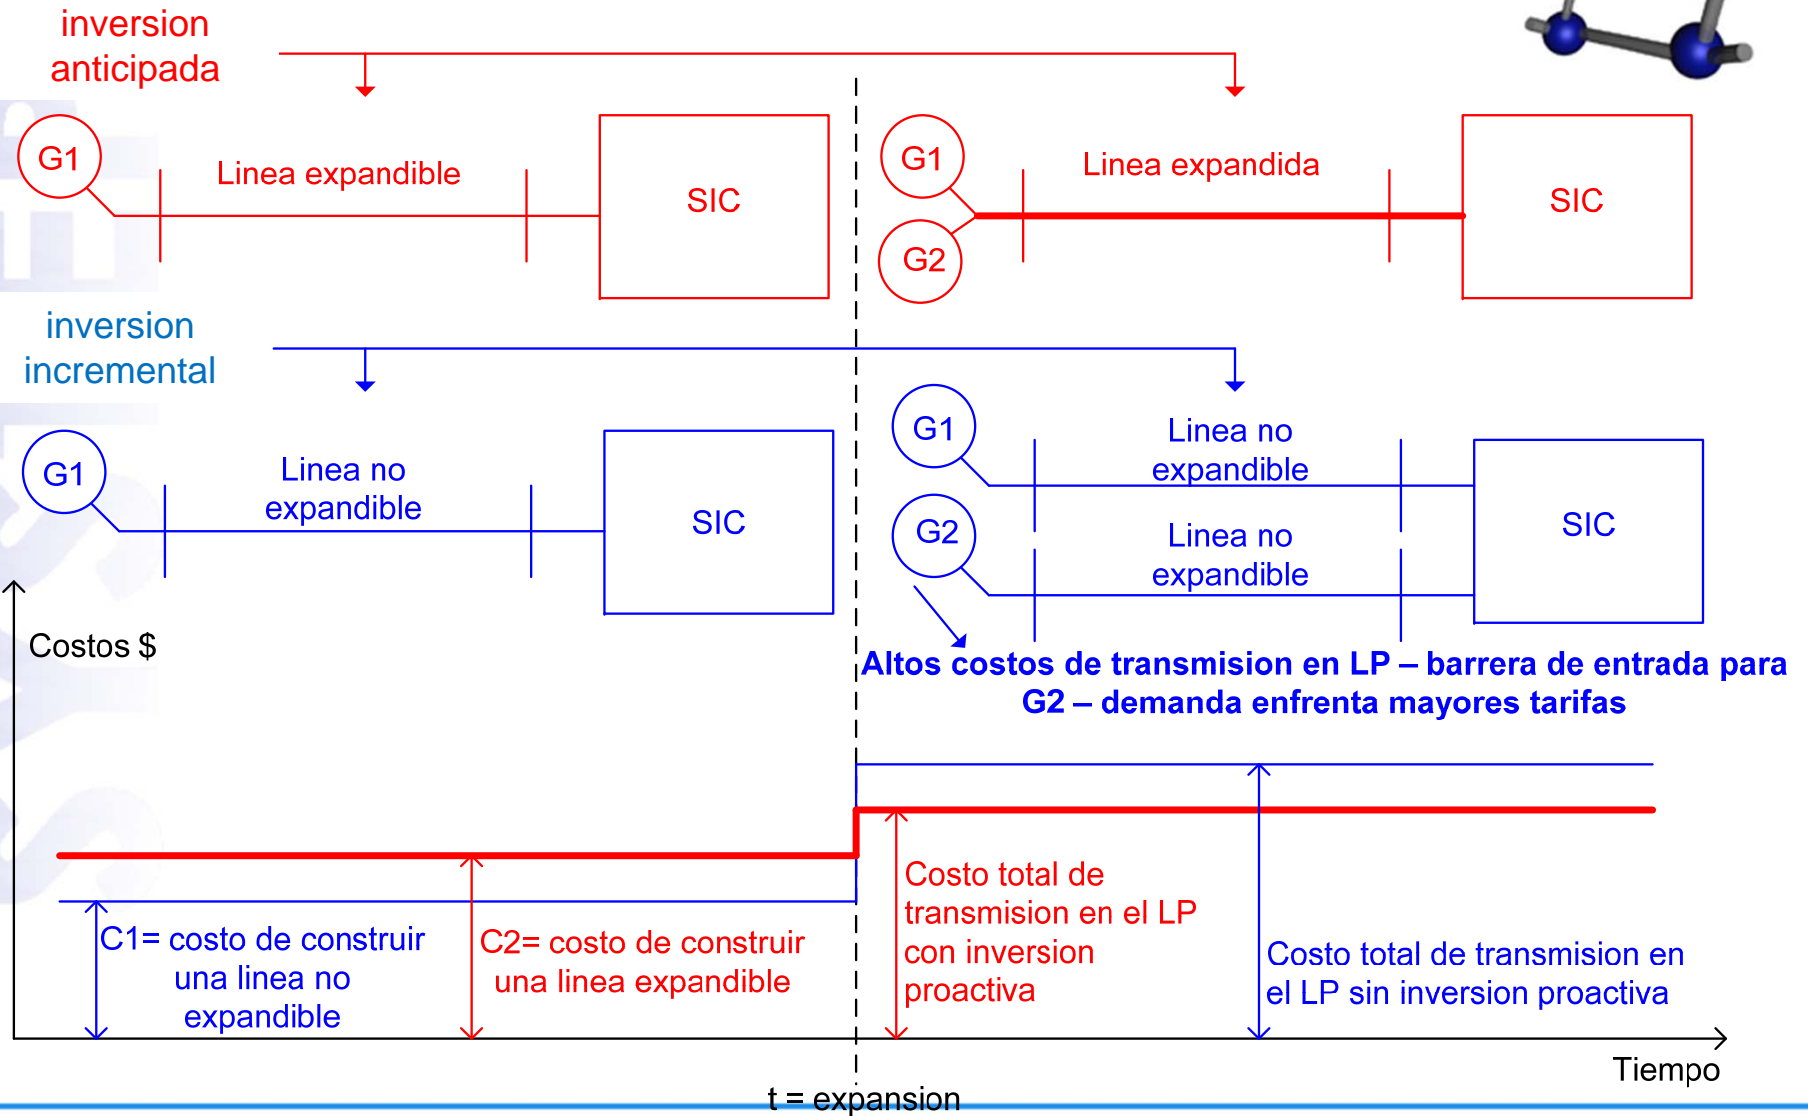 inversion
anticipada
G1
Linea expandible
SIC
G1
G2
Linea expandida
SIC
inversion
incremental
G1
Linea no
expandible
SIC
G1
Linea no
expandible
G2
Linea no
expandible
SIC
Altos costos de transmision en LP – barrera de entrada para
G2 – demanda enfrenta mayores tarifas
Costos $
C1= costo de construir
una linea no
expandible
C2= costo de construir
una linea expandible
Costo total de
transmision en el LP
con inversion
proactiva
Costo total de transmision en
el LP sin inversion proactiva
Tiempo
t = expansion